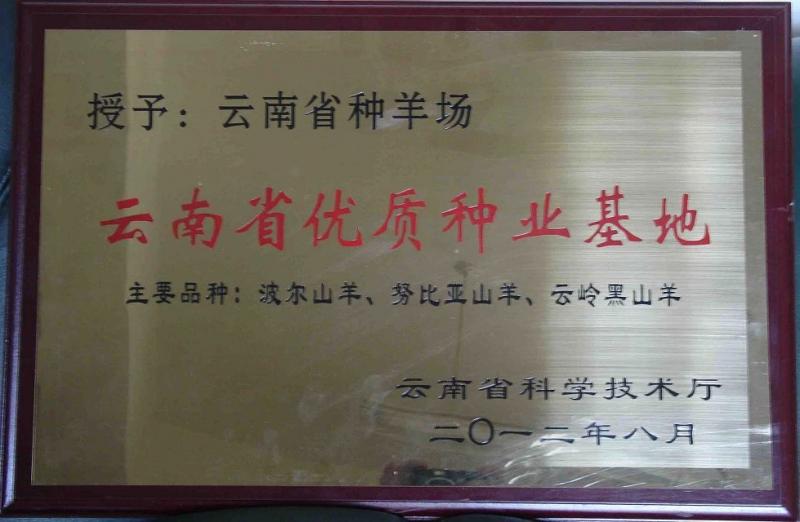 授予：云南省种羊场
云南省优质种业基地
主要品种：波尔山羊、努比亚山羊、云岭黑山羊
云南省科学技术厅
二〇一二年八月